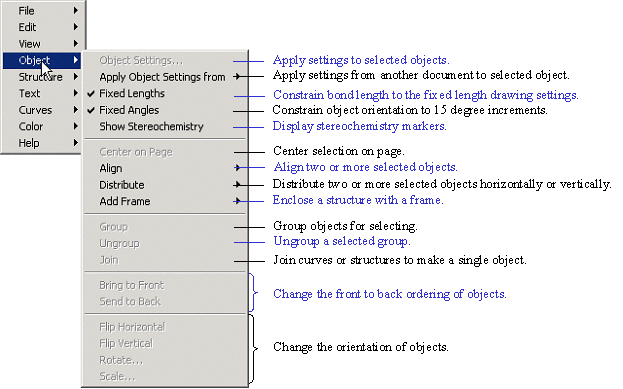 File
Edit
View
Object
Structure
Text
Curves
Color
Help
Object Settings... Apply settings to selected objects.
Apply Object Settings from Apply settings from another document to selected object.
Fixed Lengths Constrain bond length to the fixed length drawing settings.
Fixed Angles Constrain object orientation to 15 degree increments.
Show Stereochemistry Display stereochemistry markers.
Center on Page Center selection on page.
Align Align two or more selected objects.
Distribute Distribute two or more selected objects horizontally or vertically.
Add Frame Enclose a structure with a frame.
Group Group objects for selecting.
Ungroup Ungroup a selected group.
Join Join curves or structures to make a single object.
Bring to Front
Send to Back
Change the front to back ordering of objects.
Flip Horizontal
Flip Vertical
Rotate...
Scale...
Change the orientation of objects.